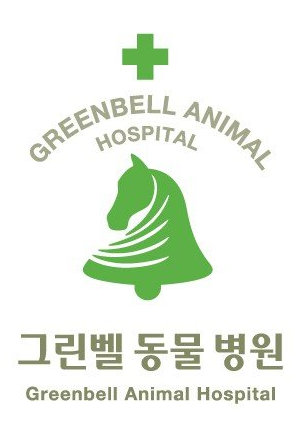 GREENBELL ANIMAL
HOSPITAL
그린벨 동물 병원
Greenbell Animal Hospital